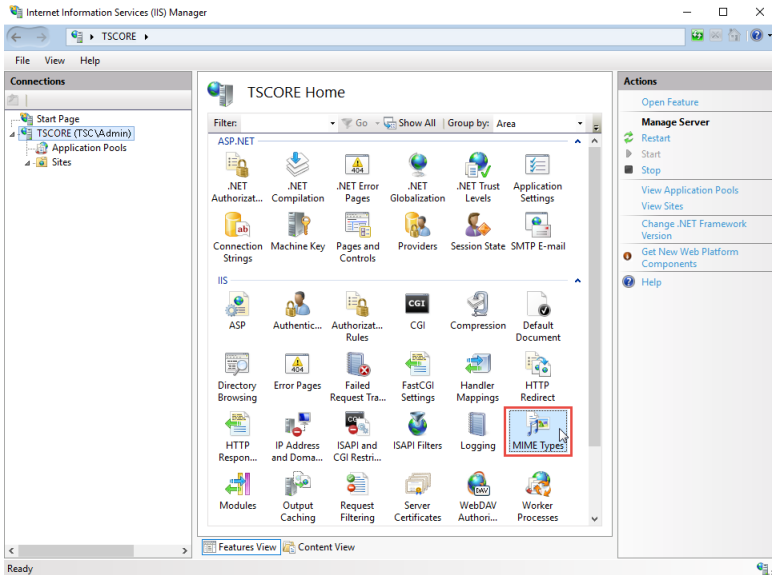 Internet Information Services (IIS) Manager
TSCORE
File View Help
Connections
Start Page
TSCORE (TSC\Admin)
Application Pools
Sites
TSCORE Home
Filter: Go Show All Group by: Area
ASP.NET
.NET Authorizat...
.NET Compilation
.NET Error Pages
.NET Globalization
.NET Trust Levels
Application Settings
Connection Strings
Machine Key
Pages and Controls
Providers
Session State
SMTP E-mail
ab
404
IIS
ASP
Authentic...
Authorizat... Rules
CGI
CGI
Compression
Default Document
Directory Browsing
404
Error Pages
Failed Request Tra...
FastCGI Settings
Handler Mappings
HTTP Redirect
HTTP Respon...
IP Address and Doma...
ISAPI and CGI Restri...
ISAPI Filters
Logging
MIME Types
Modules
Output Caching
Request Filtering
Server Certificates
DAV
WebDAV Authori...
Worker Processes
Features View Content View
Actions
Open Feature
Manage Server
Restart
Start
Stop
View Application Pools
View Sites
Change .NET Framework
Version
Get New Web Platform
Components
Help
Ready